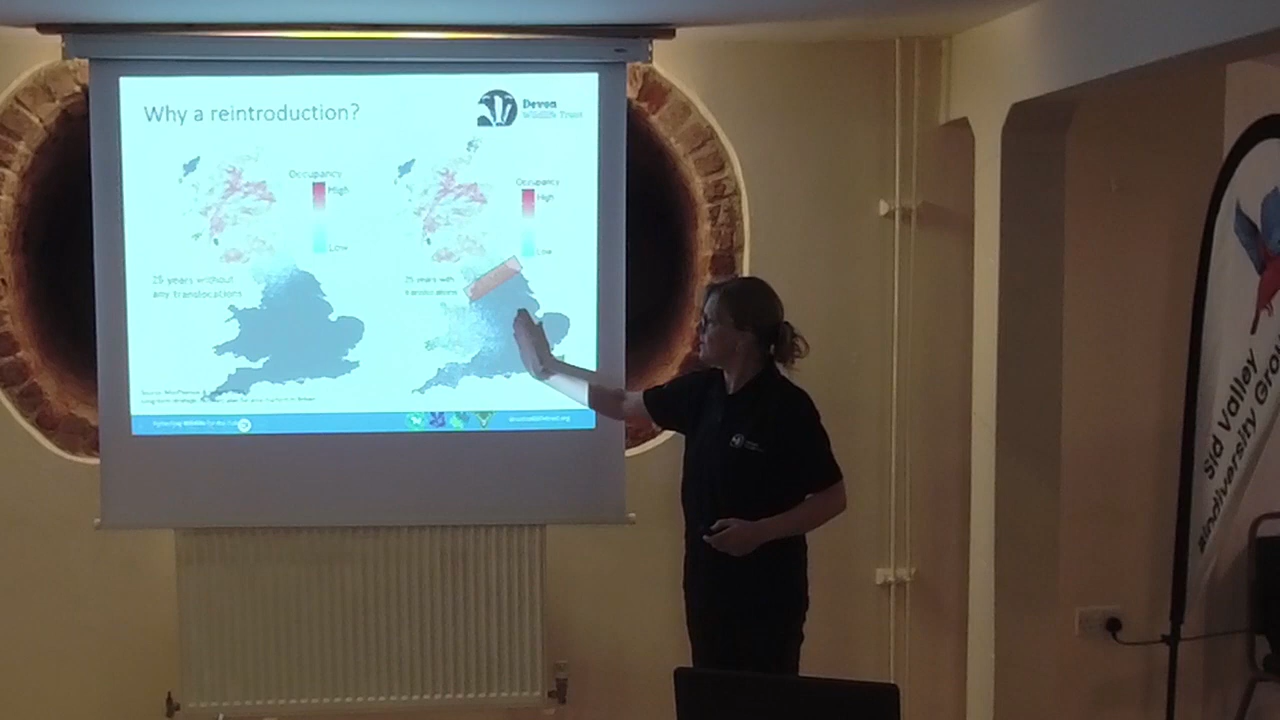 Why a reintroduction?
Devon
Wildlife Trust
Occupancy
High
Low
25 years without
any translocations
Occupancy
High
Low
25 years with
translocations
Sid Valley
Biodiversity Gro